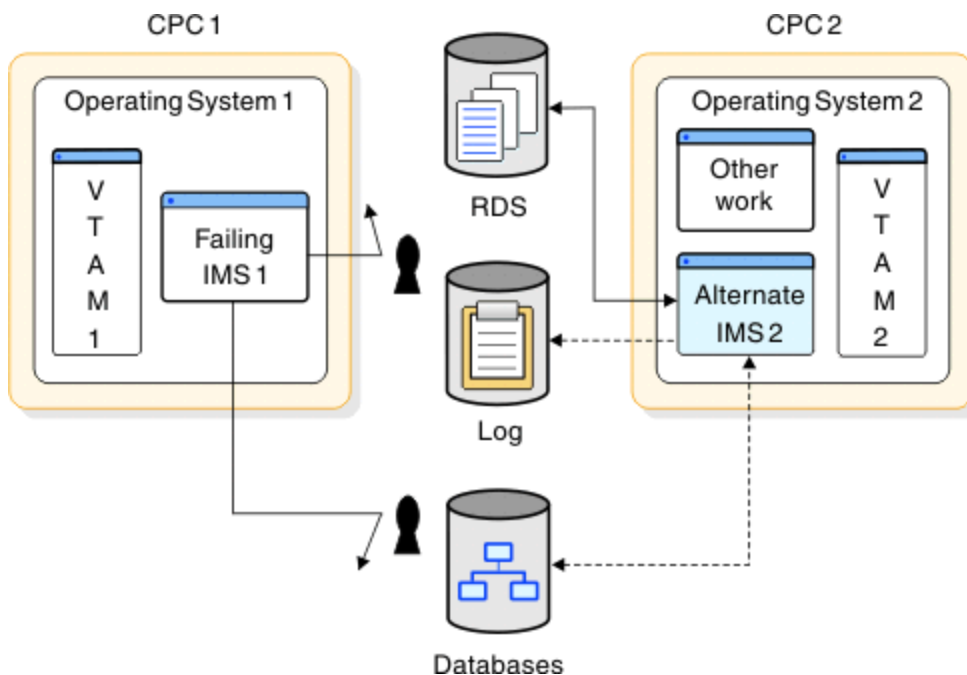 CPC 1
CPC 2
Operating System 1
V
T
A
M
1
Failing
IMS 1
RDS
Log
Databases
Operating System 2
Other
work
Alternate
IMS 2
V
T
A
M
2